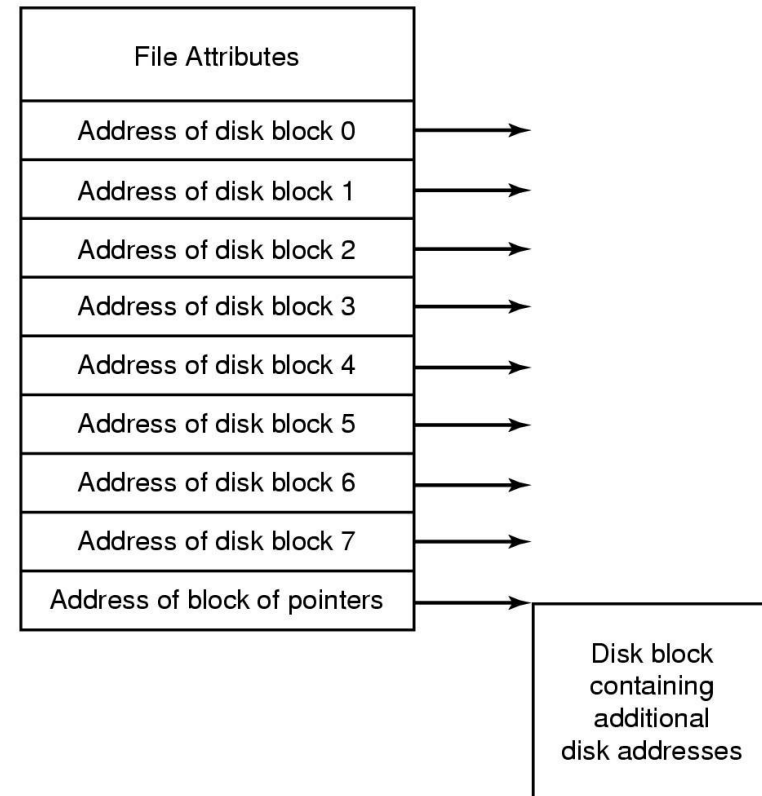 File Attributes
Address of disk block 0
Address of disk block 1
Address of disk block 2
Address of disk block 3
Address of disk block 4
Address of disk block 5
Address of disk block 6
Address of disk block 7
Address of block of pointers
Disk block
containing
additional
disk addresses